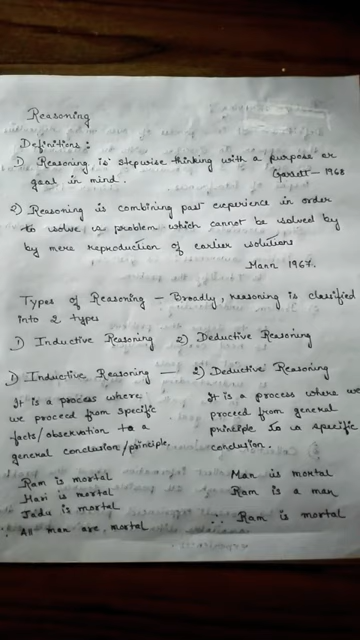 Reasoning
Definitions :
1) Reasoning is stepwise thinking with a purpose or
goal in mind.
Garrett - 1968
2) Reasoning is combining past experience in order
to solve a problem which cannot be solved by
by mere reproduction of earlier solutions
Mann 1967.
Types of Reasoning - Broadly, reasoning is classified
into 2 types
1) Inductive Reasoning 2) Deductive Reasoning
1) Inductive Reasoning —
It is a process where
we proceed from specific
facts/observation to a
general conclusion/principle.
Ram is mortal
Hari is mortal
Jadu is mortal
∴ All man are mortal
2) Deductive Reasoning
It is a process where we
proceed from general
principle to a specific
conclusion.
Man is mortal
Ram is a man
∴ Ram is mortal